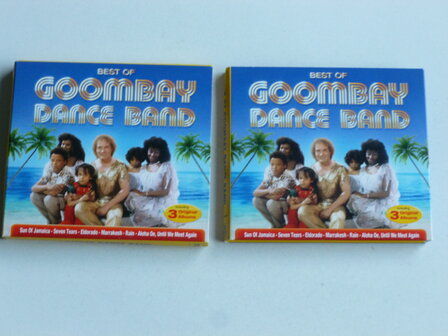 BEST OF
GOOMBAY
DANCE BAND
Including
3 Original
Albums
Sun Of Jamaica - Seven Tears - Eldorado - Marrakesh - Rain - Aloha Oe, Until We Meet Again
BEST OF
GOOMBAY
DANCE BAND
Including
3 Original
Albums
Sun Of Jamaica - Seven Tears - Eldorado - Marrakesh - Rain - Aloha Oe, Until We Meet Again